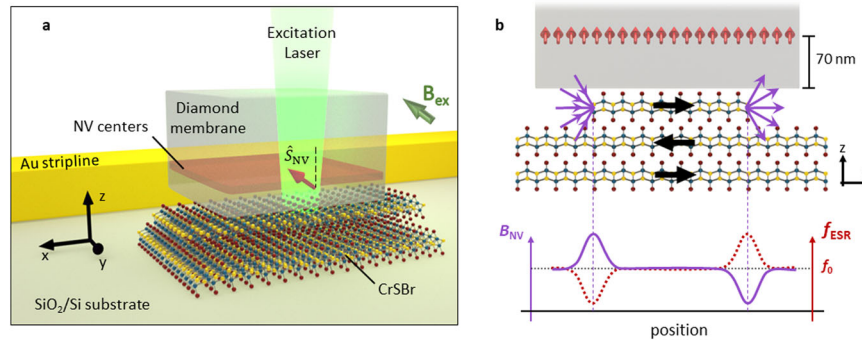 a
Excitation
Laser
B_ex
Diamond
membrane
NV centers
Au stripline
Ŝ_NV
z
x
y
CrSBr
SiO₂/Si substrate
b
70 nm
z
B_NV
f_ESR
f₀
position